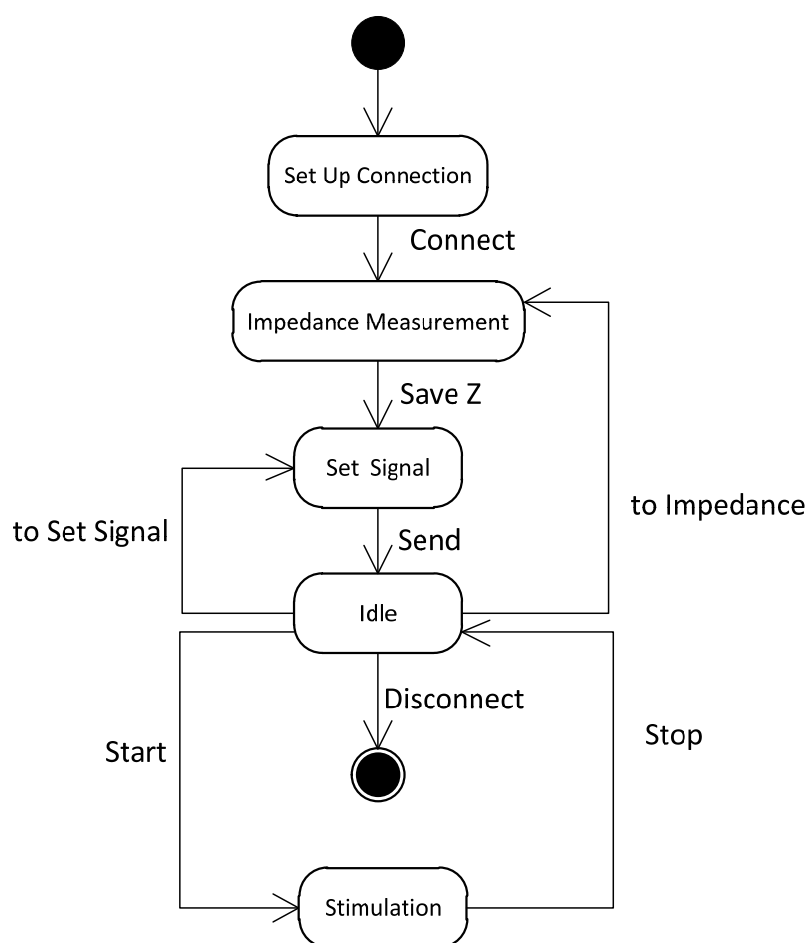 Set Up Connection
Connect
Impedance Measurement
Save Z
Set Signal
to Impedance
to Set Signal
Send
Idle
Disconnect
Stop
Start
Stimulation